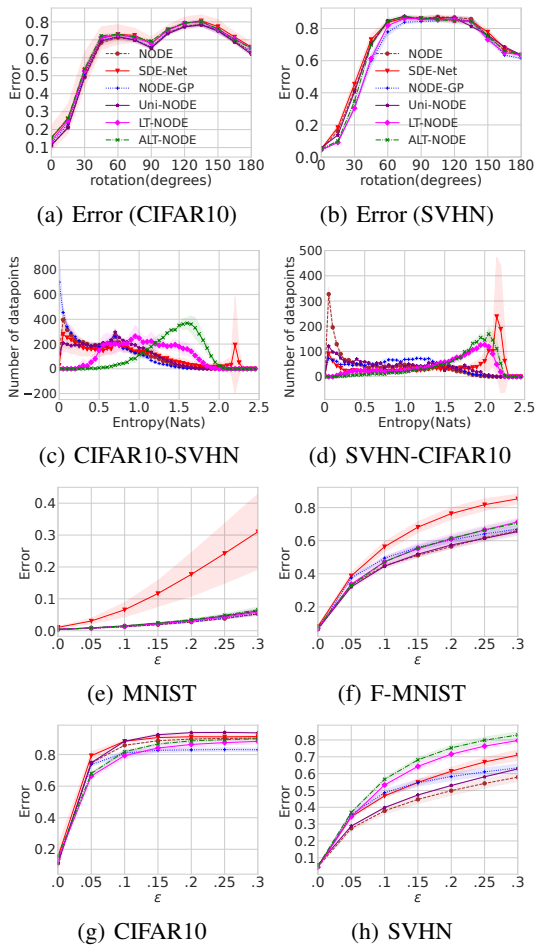 0.8
0.7
0.6
0.5
0.4
0.3
0.2
0.1
Error
NODE
SDE-Net
NODE-GP
Uni-NODE
LT-NODE
ALT-NODE
0 30 60 90 120 150 180
rotation(degrees)
(a) Error (CIFAR10)
0.8
0.6
0.4
0.2
0.0
Error
NODE
SDE-Net
NODE-GP
Uni-NODE
LT-NODE
ALT-NODE
0 30 60 90 120 150 180
rotation(degrees)
(b) Error (SVHN)
800
600
400
200
0
−200
Number of datapoints
0.0 0.5 1.0 1.5 2.0 2.5
Entropy(Nats)
(c) CIFAR10-SVHN
500
400
300
200
100
0
Number of datapoints
0.0 0.5 1.0 1.5 2.0 2.5
Entropy(Nats)
(d) SVHN-CIFAR10
0.4
0.3
0.2
0.1
0.0
Error
.0 .05 .1 .15 .2 .25 .3
ε
(e) MNIST
0.8
0.6
0.4
0.2
Error
.0 .05 .1 .15 .2 .25 .3
ε
(f) F-MNIST
0.8
0.6
0.4
0.2
Error
.0 .05 .1 .15 .2 .25 .3
ε
(g) CIFAR10
0.8
0.7
0.6
0.5
0.4
0.3
0.2
0.1
Error
.0 .05 .1 .15 .2 .25 .3
ε
(h) SVHN